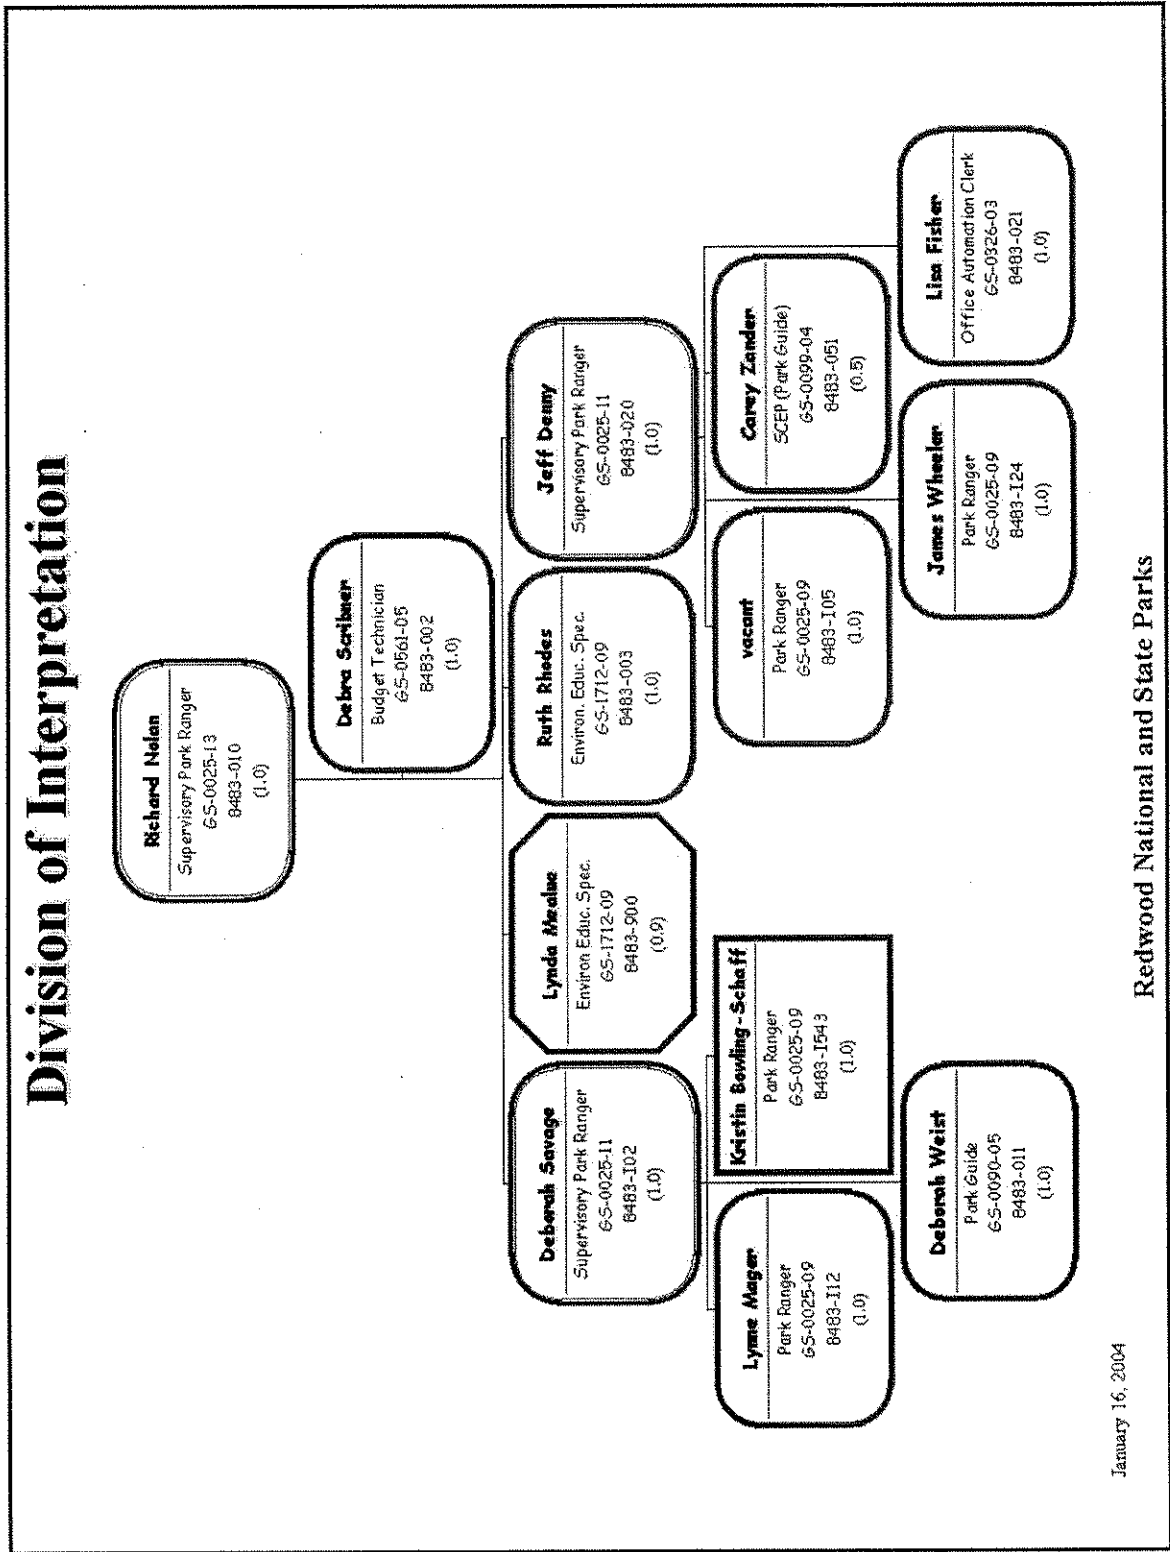 Division of Interpretation
Richard Nolan
Supervisory Park Ranger
GS-0025-13
8483-010
(1.0)
Debra Scribner
Budget Technician
GS-0561-05
8483-002
(1.0)
Deborah Savage
Supervisory Park Ranger
GS-0025-11
8483-I02
(1.0)
Lynda Mealue
Environ Educ. Spec.
GS-1712-09
8483-900
(0.9)
Ruth Rhodes
Environ. Educ. Spec.
GS-1712-09
8483-003
(1.0)
Jeff Denny
Supervisory Park Ranger
GS-0025-11
8483-020
(1.0)
Lynne Mager
Park Ranger
GS-0025-09
8483-I12
(1.0)
Kristin Bowling-Schaff
Park Ranger
GS-0025-09
8483-I543
(1.0)
vacant
Park Ranger
GS-0025-09
8483-I05
(1.0)
Carey Zander
SCEP (Park Guide)
GS-0099-04
8483-051
(0.5)
Deborah Weist
Park Guide
GS-0090-05
8483-011
(1.0)
James Wheeler
Park Ranger
GS-0025-09
8483-I24
(1.0)
Lisa Fisher
Office Automation Clerk
GS-0326-03
8483-021
(1.0)
January 16, 2004
Redwood National and State Parks